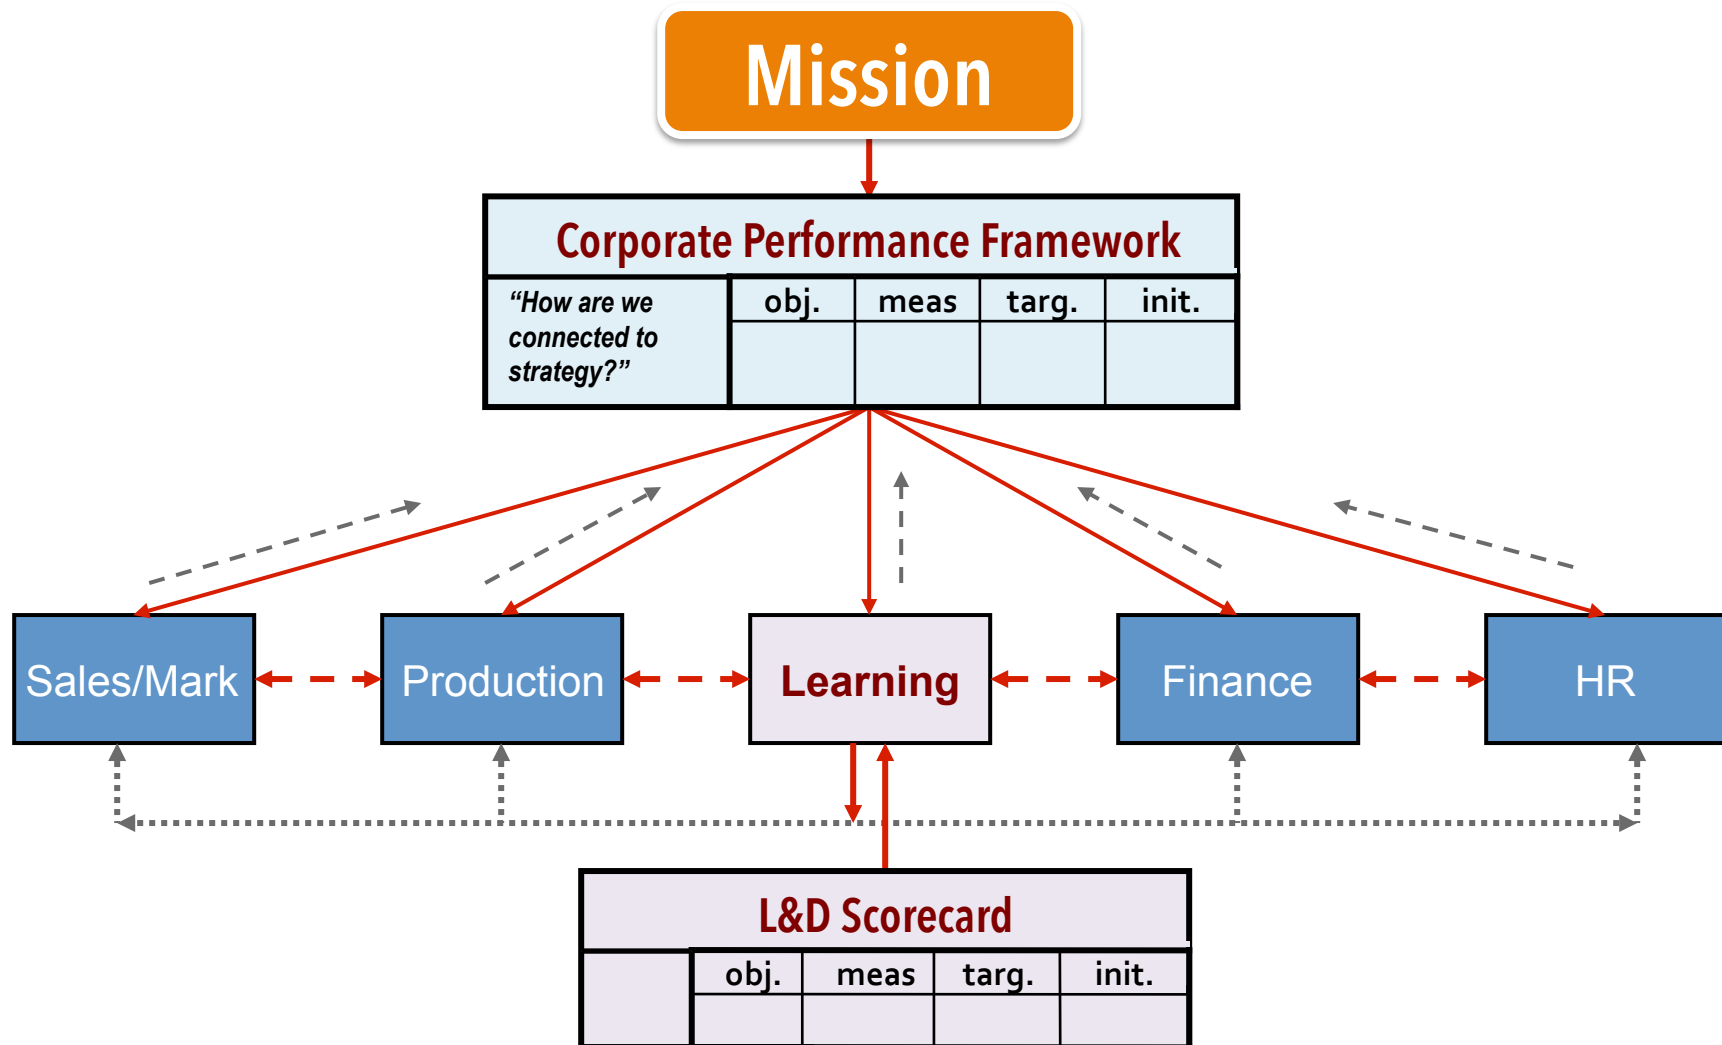 Mission
Corporate Performance Framework
“How are we
connected to
strategy?”
obj. meas targ. init.
Sales/Mark Production Learning Finance HR
L&D Scorecard
obj. meas targ. init.